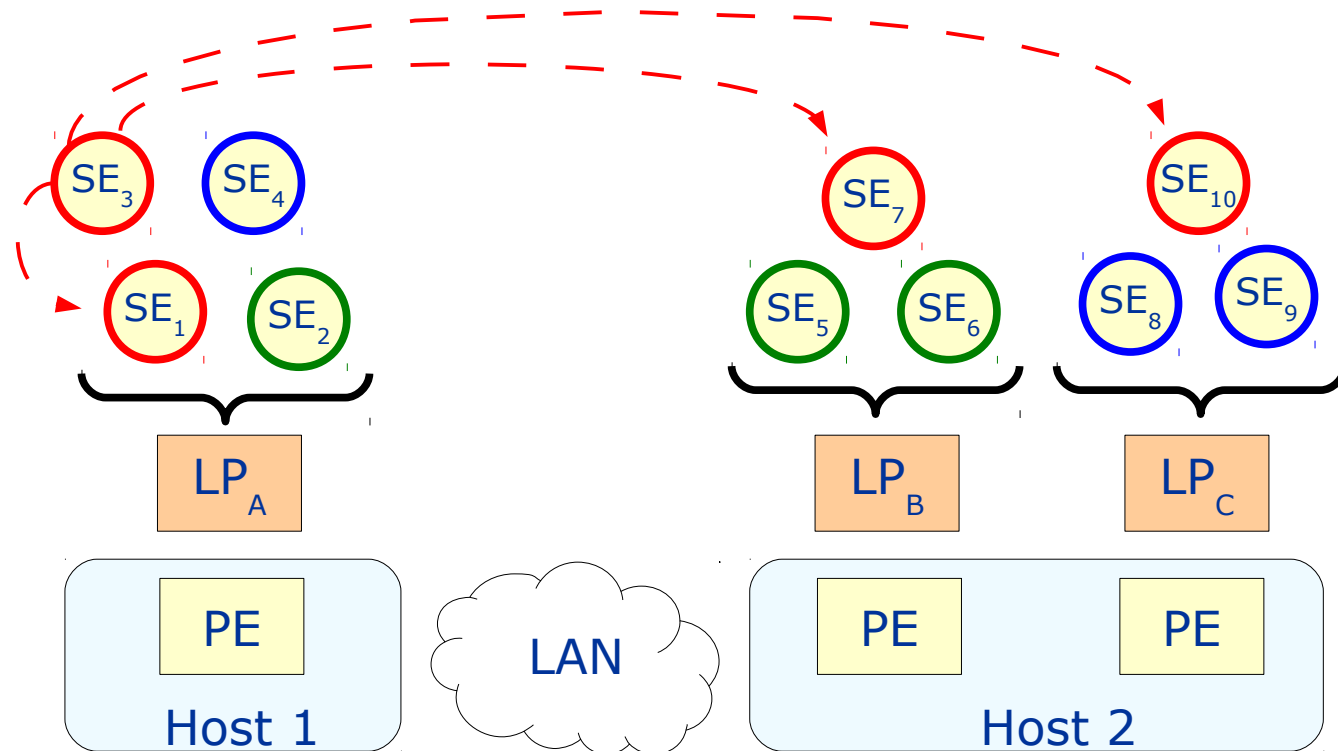 SE3 SE4 SE7 SE10
SE1 SE2 SE5 SE6 SE8 SE9
LPA LPB LPC
PE PE PE
LAN
Host 1 Host 2